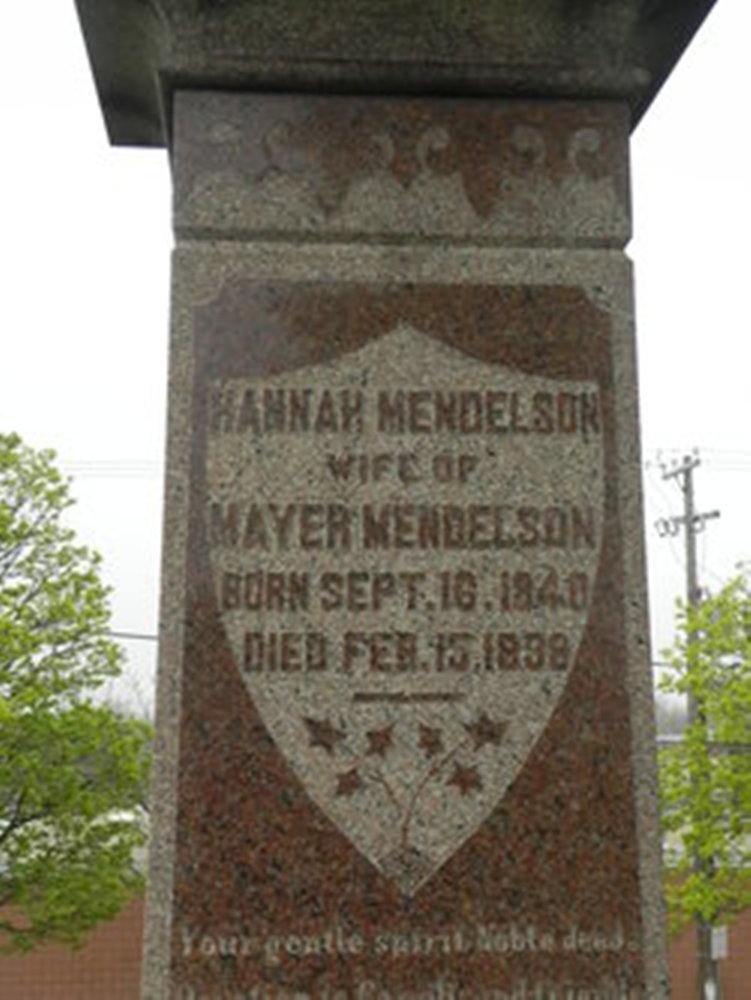 HANNAH MENDELSON
WIFE OF
MAYER MENDELSON
BORN SEPT. 16. 1840
DIED FEB. 15. 1898
Your gentle spirit, Noble deed.